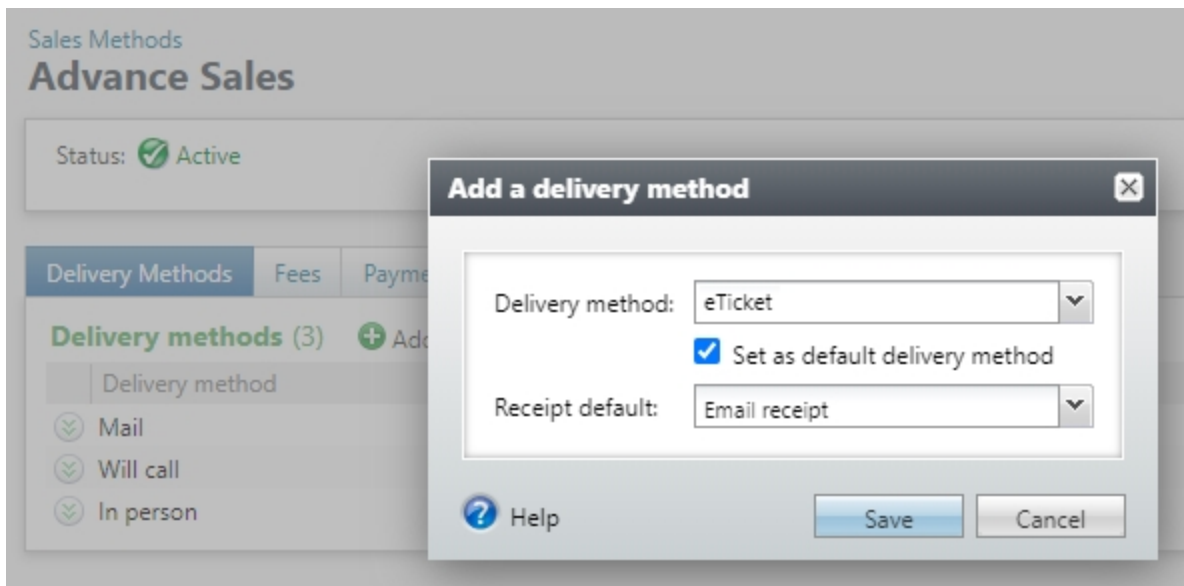 Sales Methods
Advance Sales
Status: Active
Add a delivery method
Delivery Methods Fees
Delivery method: eTicket
Set as default delivery method
Receipt default: Email receipt
Delivery methods (3)
Delivery method
Mail
Will call
In person
Help Save Cancel